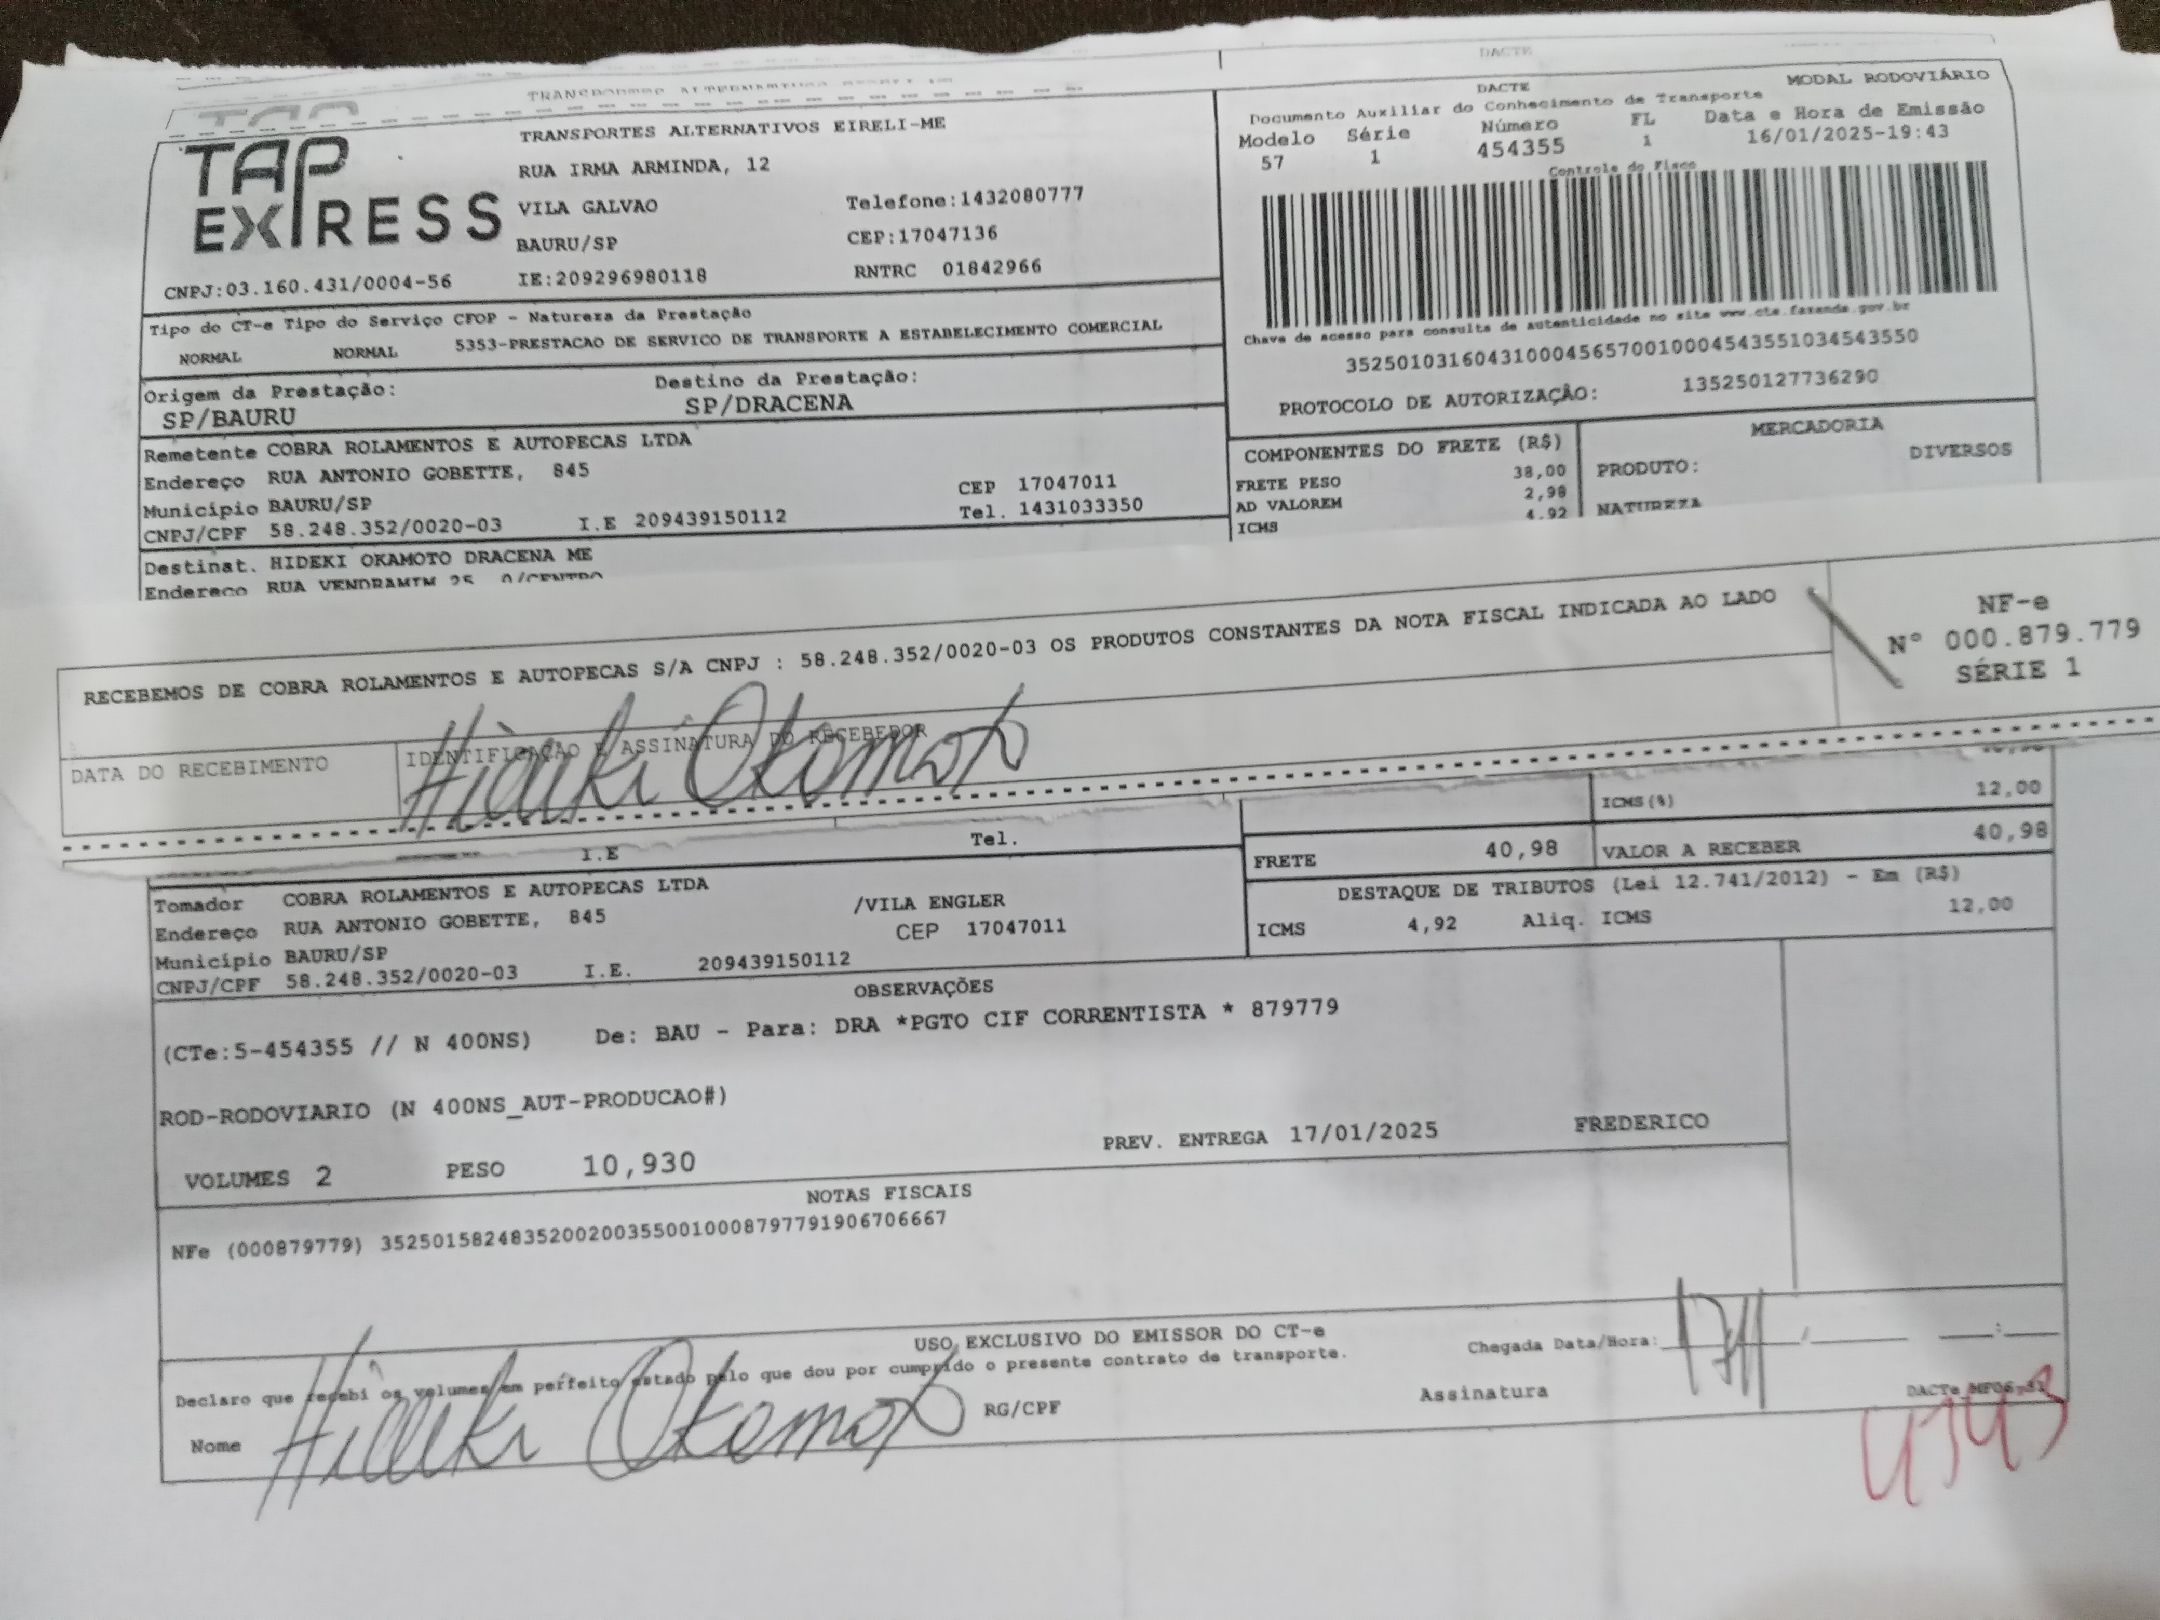 DACTE
TRANSPORTES ALTERNATIVOS EIRELI-ME
TAP EXPRESS
TRANSPORTES ALTERNATIVOS EIRELI-ME
RUA IRMA ARMINDA, 12
VILA GALVAO Telefone:1432080777
BAURU/SP CEP:17047136
CNPJ:03.160.431/0004-56 IE:209296980118 RNTRC 01842966
DACTE MODAL RODOVIÁRIO
Documento Auxiliar do Conhecimento de Transporte
Modelo Série Número FL Data e Hora de Emissão
57 1 454355 1 16/01/2025-19:43
Controle do Fisco
Chave de acesso para consulta de autenticidade no site www.cte.fazenda.gov.br
35250103160431000456570010004543551034543550
PROTOCOLO DE AUTORIZAÇÃO: 135250127736290
Tipo do CT-e Tipo do Serviço CFOP - Natureza da Prestação
NORMAL NORMAL 5353-PRESTACAO DE SERVICO DE TRANSPORTE A ESTABELECIMENTO COMERCIAL
Origem da Prestação: Destino da Prestação:
SP/BAURU SP/DRACENA
Remetente COBRA ROLAMENTOS E AUTOPECAS LTDA
Endereço RUA ANTONIO GOBETTE, 845
Município BAURU/SP CEP 17047011
CNPJ/CPF 58.248.352/0020-03 I.E 209439150112 Tel. 1431033350
COMPONENTES DO FRETE (R$)
FRETE PESO 38,00
AD VALOREM 2,98
ICMS 4,92
MERCADORIA
PRODUTO: DIVERSOS
NATUREZA
Destinat. HIDEKI OKAMOTO DRACENA ME
Endereço RUA VENDRAMIM 25 0/CENTRO
RECEBEMOS DE COBRA ROLAMENTOS E AUTOPECAS S/A CNPJ : 58.248.352/0020-03 OS PRODUTOS CONSTANTES DA NOTA FISCAL INDICADA AO LADO
NF-e
N° 000.879.779
SÉRIE 1
DATA DO RECEBIMENTO IDENTIFICAÇÃO E ASSINATURA DO RECEBEDOR
Hideki Okamoto
I.E Tel.
ICMS(%) 12,00
FRETE 40,98 VALOR A RECEBER 40,98
Tomador COBRA ROLAMENTOS E AUTOPECAS LTDA
Endereço RUA ANTONIO GOBETTE, 845 /VILA ENGLER
Município BAURU/SP CEP 17047011
CNPJ/CPF 58.248.352/0020-03 I.E. 209439150112
DESTAQUE DE TRIBUTOS (Lei 12.741/2012) - Em (R$)
ICMS 4,92 Aliq. ICMS 12,00
OBSERVAÇÕES
(CTe:5-454355 // N 400NS) De: BAU - Para: DRA *PGTO CIF CORRENTISTA * 879779
ROD-RODOVIARIO (N 400NS_AUT-PRODUCAO#)
VOLUMES 2 PESO 10,930 PREV. ENTREGA 17/01/2025 FREDERICO
NOTAS FISCAIS
NFe (000879779) 35250158248352002003550010008797791906706667
USO EXCLUSIVO DO EMISSOR DO CT-e
Declaro que recebi os volumes em perfeito estado pelo que dou por cumprido o presente contrato de transporte.
Chegada Data/Hora: 17/1
Nome Hideki Okamoto RG/CPF Assinatura